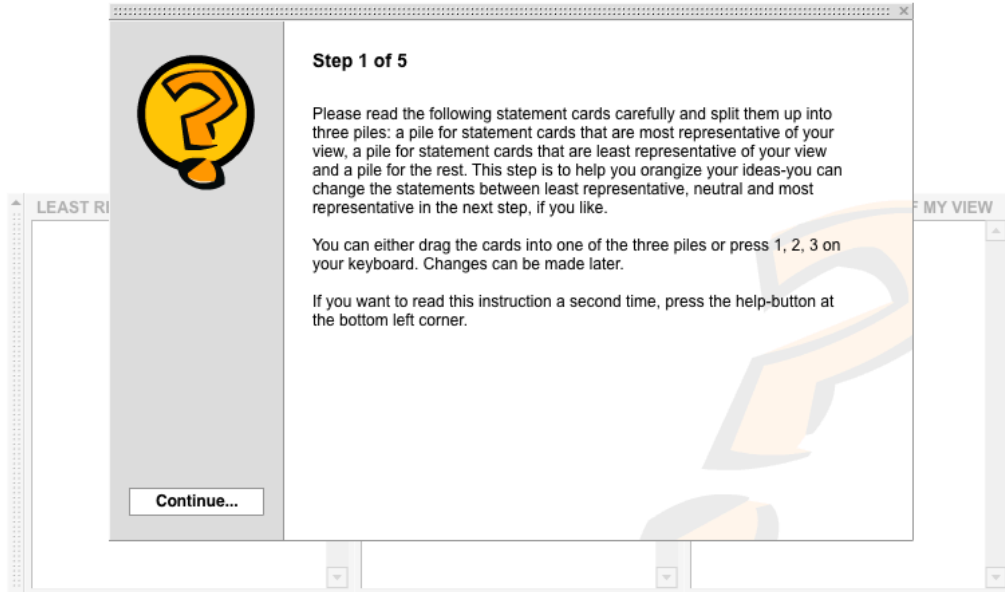 Step 1 of 5
Please read the following statement cards carefully and split them up into
three piles: a pile for statement cards that are most representative of your
view, a pile for statement cards that are least representative of your view
and a pile for the rest. This step is to help you orangize your ideas-you can
change the statements between least representative, neutral and most
representative in the next step, if you like.
You can either drag the cards into one of the three piles or press 1, 2, 3 on
your keyboard. Changes can be made later.
If you want to read this instruction a second time, press the help-button at
the bottom left corner.
LEAST RE
F MY VIEW
Continue...